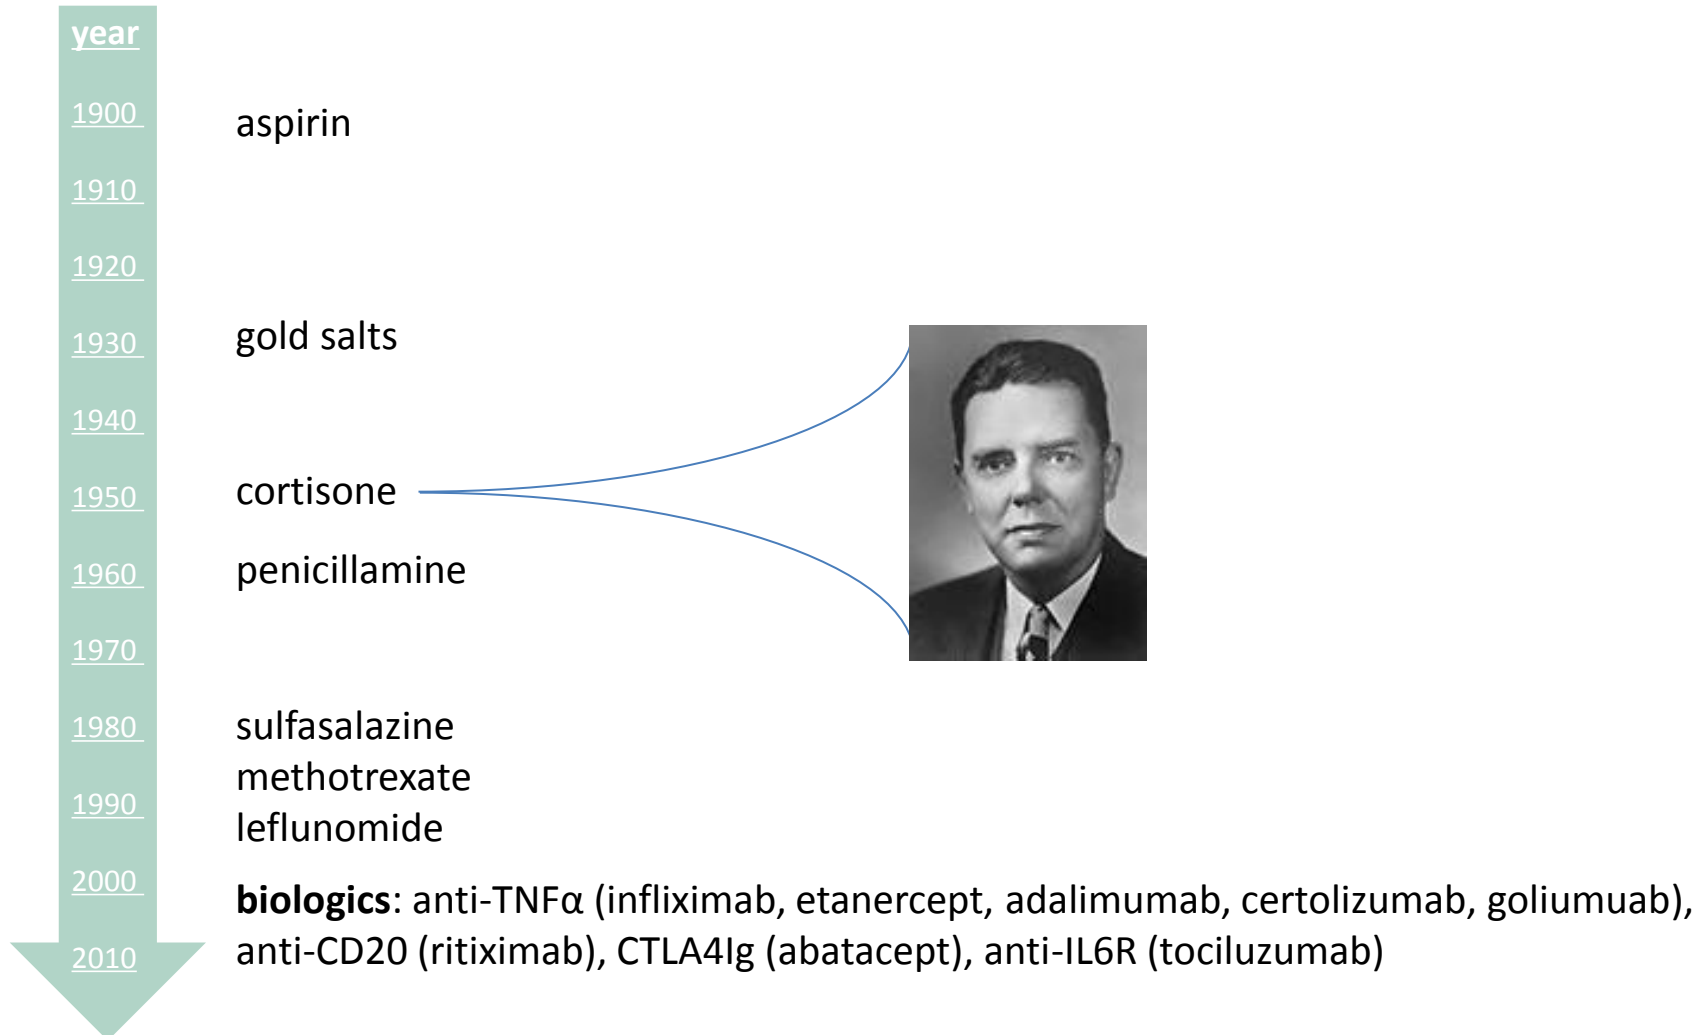 year
1900
aspirin
1910
1920
gold salts
1930
1940
cortisone
1950
penicillamine
1960
1970
sulfasalazine
1980
methotrexate
1990
leflunomide
2000
biologics: anti-TNFα (infliximab, etanercept, adalimumab, certolizumab, goliumuab),
anti-CD20 (ritiximab), CTLA4Ig (abatacept), anti-IL6R (tociluzumab)
2010